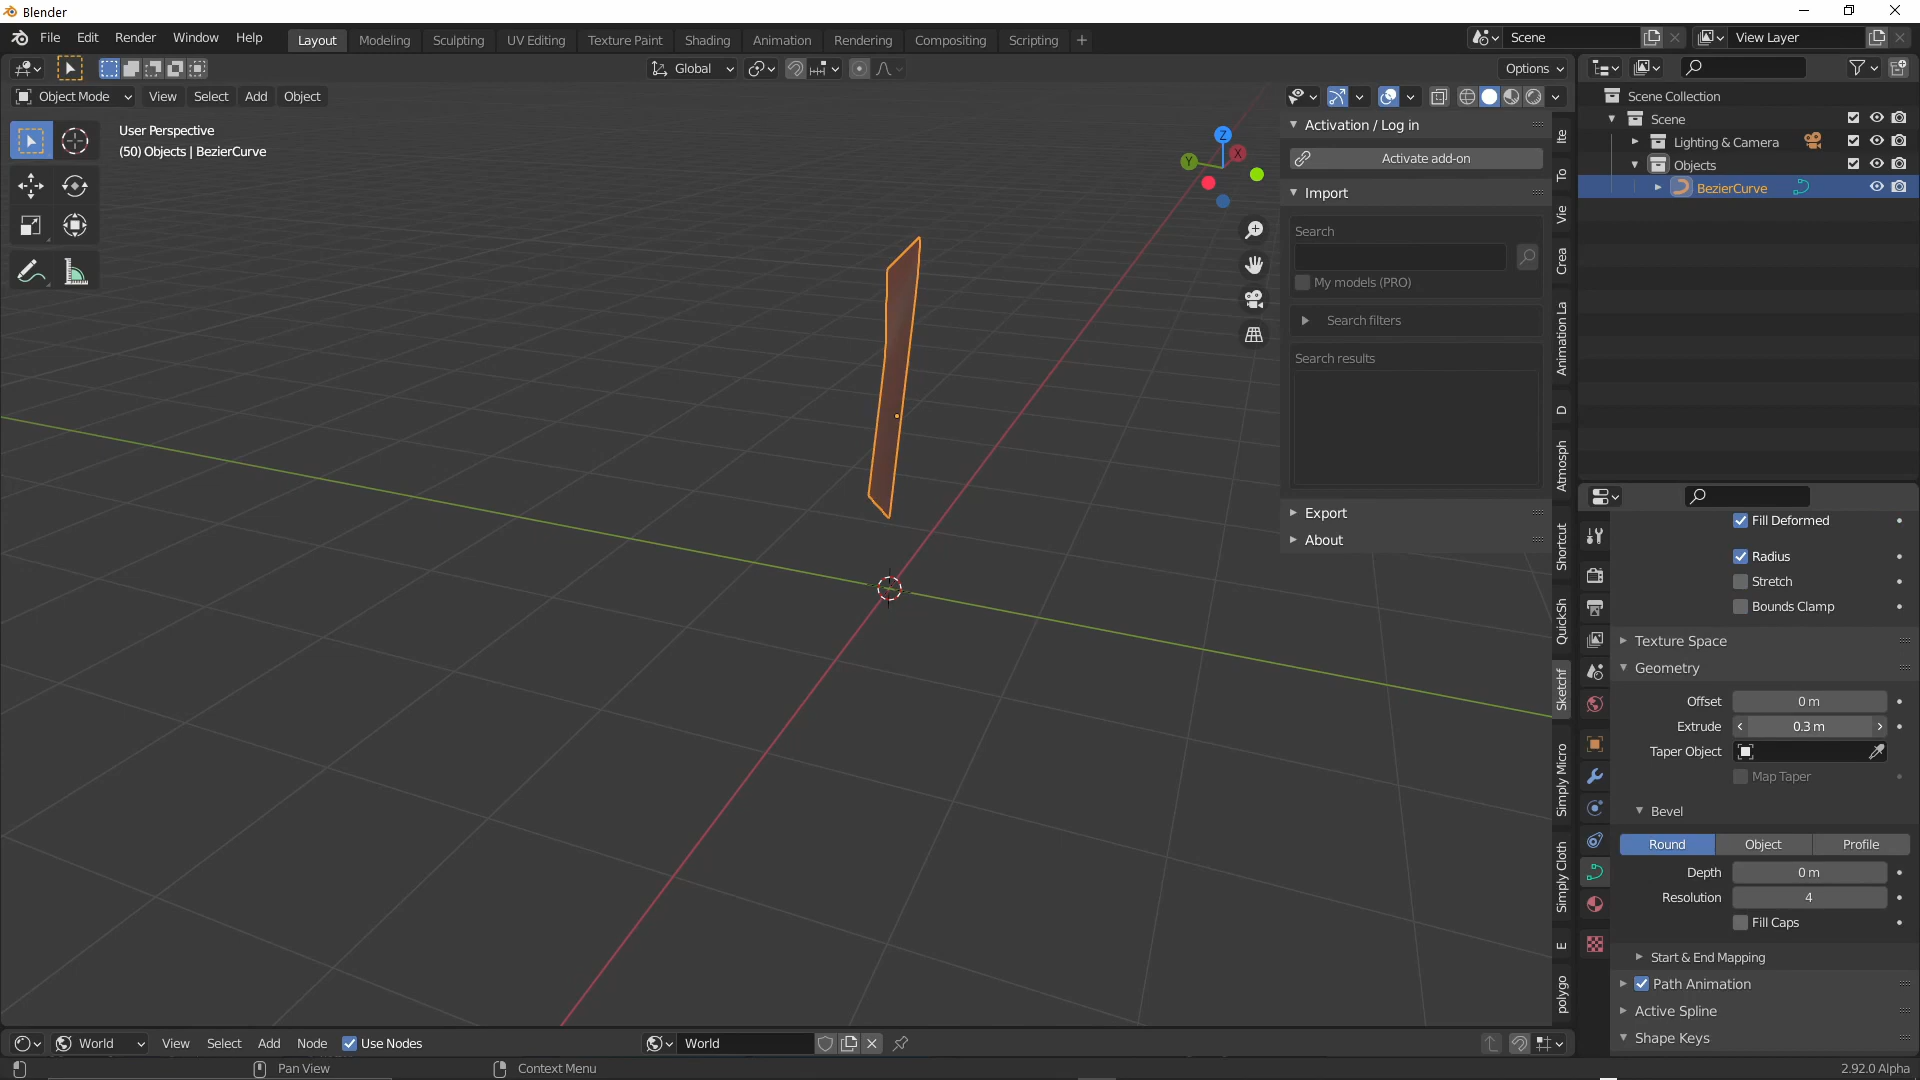 Blender
File Edit Render Window Help
Layout Modeling Sculpting UV Editing Texture Paint Shading Animation Rendering Compositing Scripting +
Scene
View Layer
Global
Options
Object Mode View Select Add Object
User Perspective
(50) Objects | BezierCurve
Z
X
Y
Activation / Log in
Activate add-on
Import
Search
My models (PRO)
Search filters
Search results
Export
About
Ite
To
Vie
Crea
Animation La
D
Atmosph
Shortcut
QuickSh
Sketchf
Simply Micro
Simply Cloth
E
polygo
Scene Collection
Scene
Lighting & Camera
Objects
BezierCurve
Fill Deformed
Radius
Stretch
Bounds Clamp
Texture Space
Geometry
Offset 0 m
Extrude 0.3 m
Taper Object
Map Taper
Bevel
Round Object Profile
Depth 0 m
Resolution 4
Fill Caps
Start & End Mapping
Path Animation
Active Spline
Shape Keys
World View Select Add Node Use Nodes
World
Pan View
Context Menu
2.92.0 Alpha